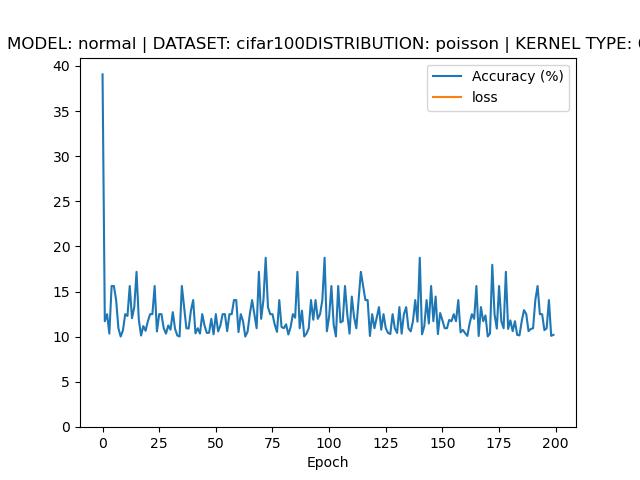 MODEL: normal | DATASET: cifar100DISTRIBUTION: poisson | KERNEL TYPE:
Accuracy (%)
loss
40
35
30
25
20
15
10
5
0
0 25 50 75 100 125 150 175 200
Epoch